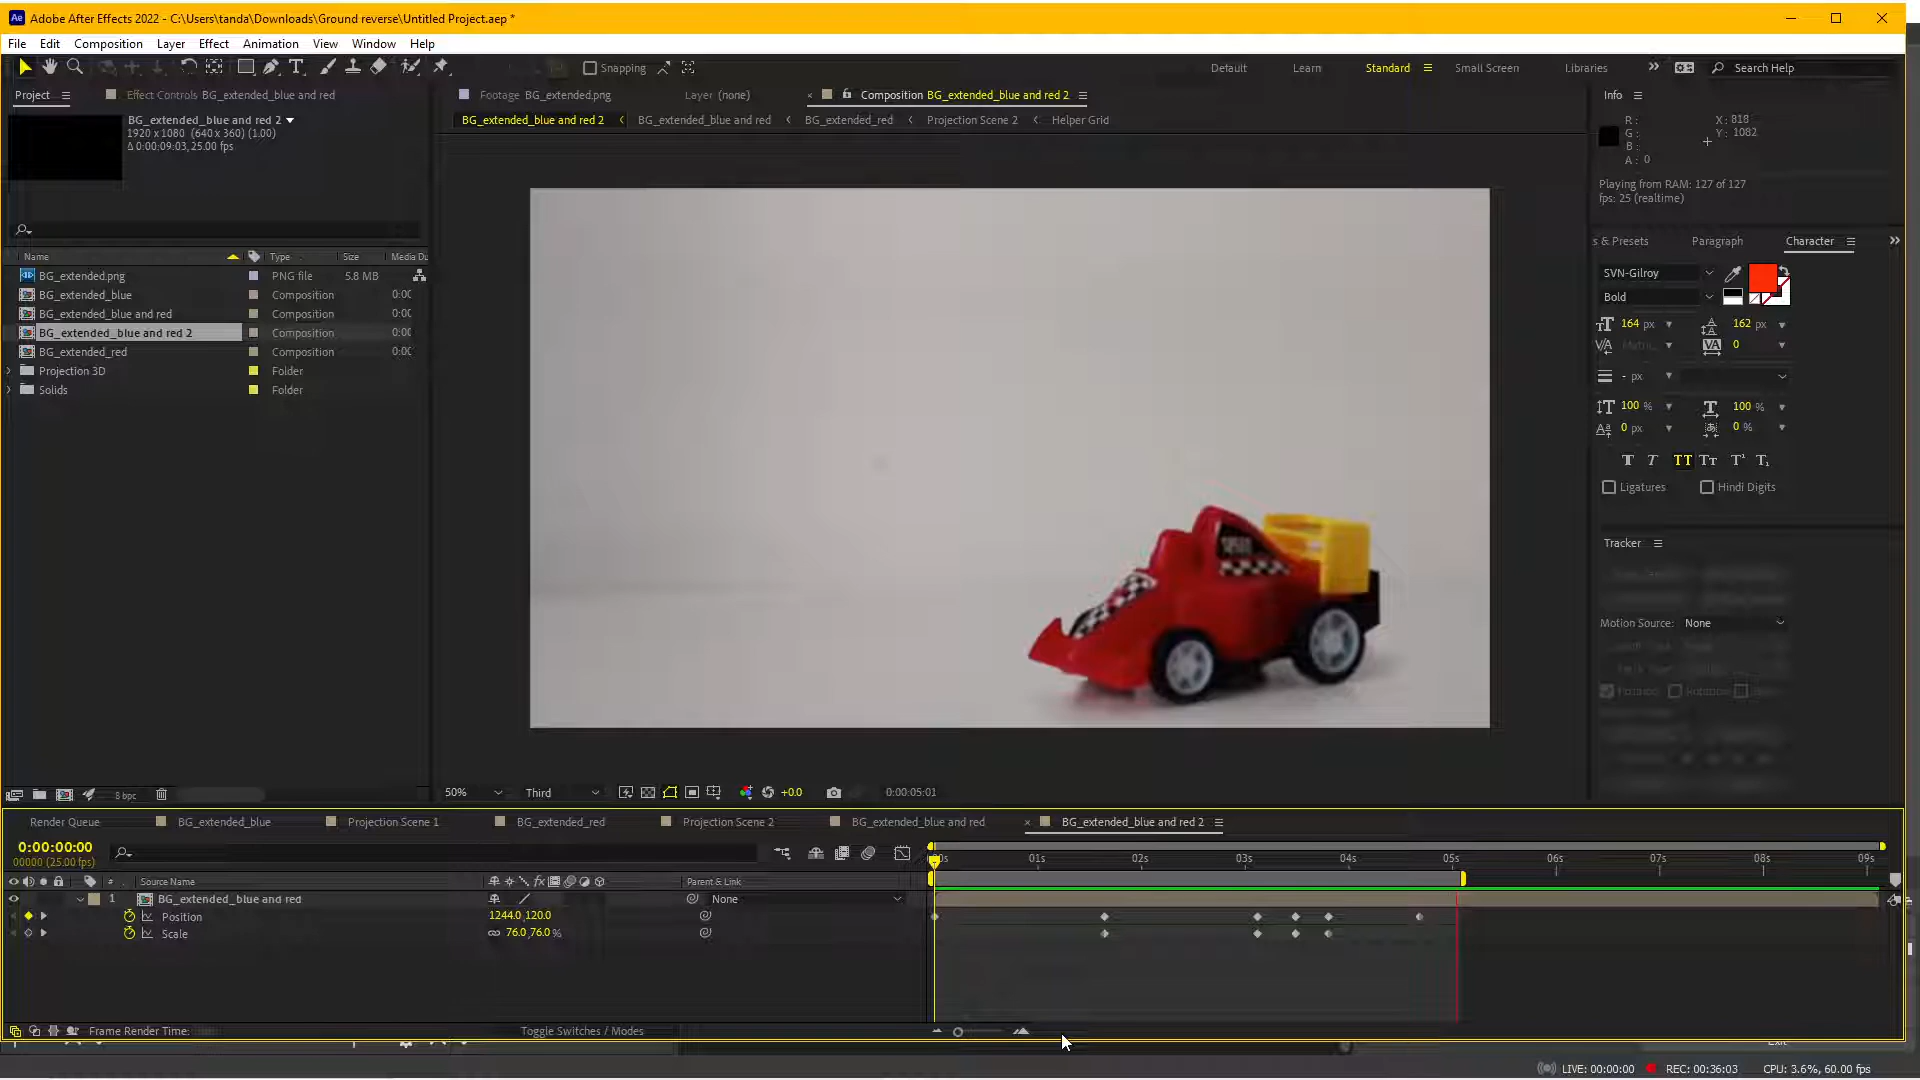 Adobe After Effects 2022 - C:\Users\tanda\Downloads\Ground reverse\Untitled Project.aep *
File Edit Composition Layer Effect Animation View Window Help
Snapping Default Learn Standard Small Screen Libraries Search Help
Project Effect Controls BG_extended_blue and red
Footage BG_extended.png Layer (none) Composition BG_extended_blue and red 2
Info
BG_extended_blue and red 2
1920 x 1080 (640 x 360) (1.00)
Δ 0:00:09:03, 25.00 fps
BG_extended_blue and red 2 BG_extended_blue and red BG_extended_red Projection Scene 2 Helper Grid
R :
G :
B :
A : 0
X : 818
Y : 1082
Playing from RAM: 127 of 127
fps: 25 (realtime)
s & Presets Paragraph Character
Name Type Size Media Du
BG_extended.png PNG file 5.8 MB
BG_extended_blue Composition 0:00
BG_extended_blue and red Composition 0:00
BG_extended_blue and red 2 Composition 0:00
BG_extended_red Composition 0:00
Projection 3D Folder
Solids Folder
SVN-Gilroy
Bold
164 px 162 px
0
- px
100 % 100 %
0 px 0 %
Ligatures Hindi Digits
Tracker
Motion Source: None
8 bpc
50% Third +0.0 0:00:05:01
Render Queue BG_extended_blue Projection Scene 1 BG_extended_red Projection Scene 2 BG_extended_blue and red BG_extended_blue and red 2
0:00:00:00
00000 (25.00 fps)
01s 02s 03s 04s 05s 06s 07s 08s 09s
# Source Name Parent & Link
1 BG_extended_blue and red None
Position 1244.0,120.0
Scale 76.0,76.0%
Frame Render Time: Toggle Switches / Modes
LIVE: 00:00:00 REC: 00:36:03 CPU: 3.6%, 60.00 fps